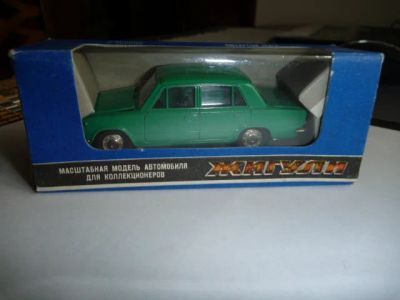 МАСШТАБНАЯ МОДЕЛЬ АВТОМОБИЛЯ
ДЛЯ КОЛЛЕКЦИОНЕРОВ
ЖИГУЛИ